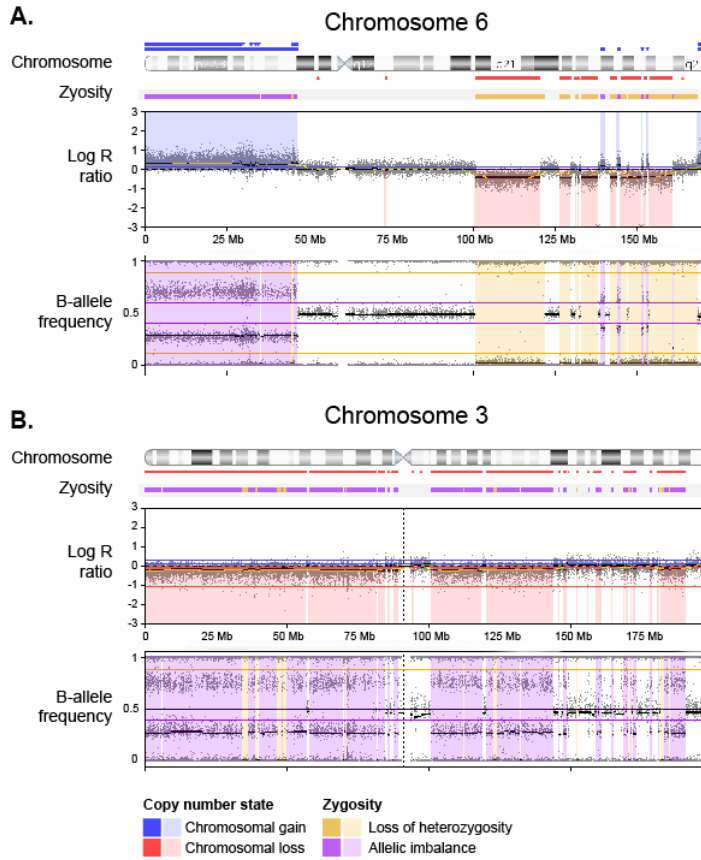 A.
Chromosome 6
Chromosome
q12
q21
q2
Zyosity
3
2
1
0
-1
-2
-3
Log R
ratio
0 25 Mb 50 Mb 75 Mb 100 Mb 125 Mb 150 Mb
1
0.5
0
B-allele
frequency
B.
Chromosome 3
Chromosome
Zyosity
3
2
1
0
-1
-2
-3
Log R
ratio
0 25 Mb 50 Mb 75 Mb 100 Mb 125 Mb 150 Mb 175 Mb
1
0.5
0
B-allele
frequency
Copy number state Zygosity
Chromosomal gain Loss of heterozygosity
Chromosomal loss Allelic imbalance